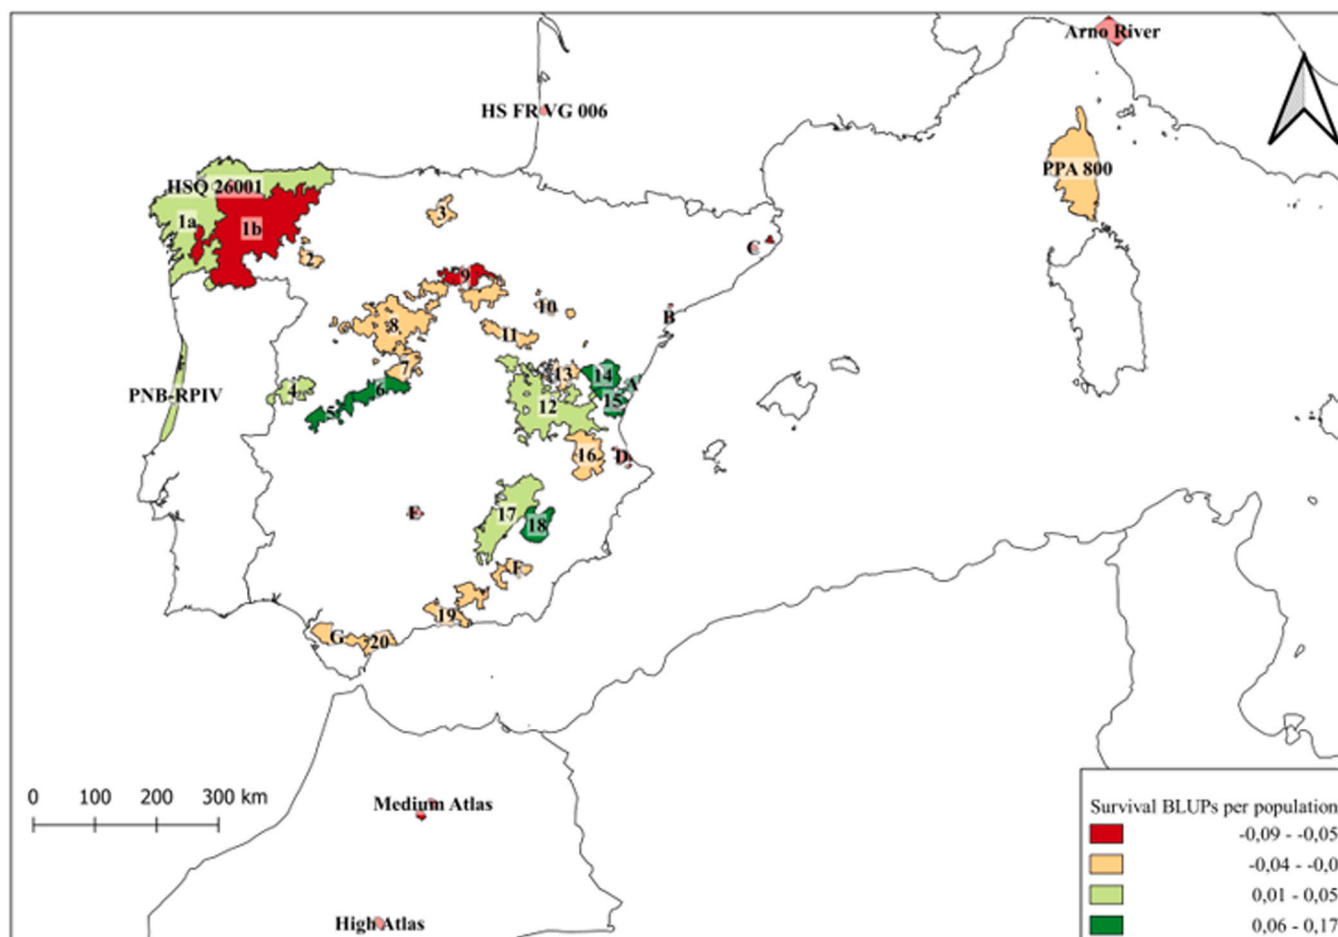 Arno River
HS FR VG 006
PPA 800
HSQ 26001
3
1a
1b
C
2
9
10
B
8
11
7
13
14
A
4
6
PNB-RPIV
5
12
15
16
D
E
17
18
F
19
G
20
0 100 200 300 km
Medium Atlas
Survival BLUPs per population
-0,09 - -0,05
-0,04 - -0,0
0,01 - 0,05
0,06 - 0,17
High Atlas